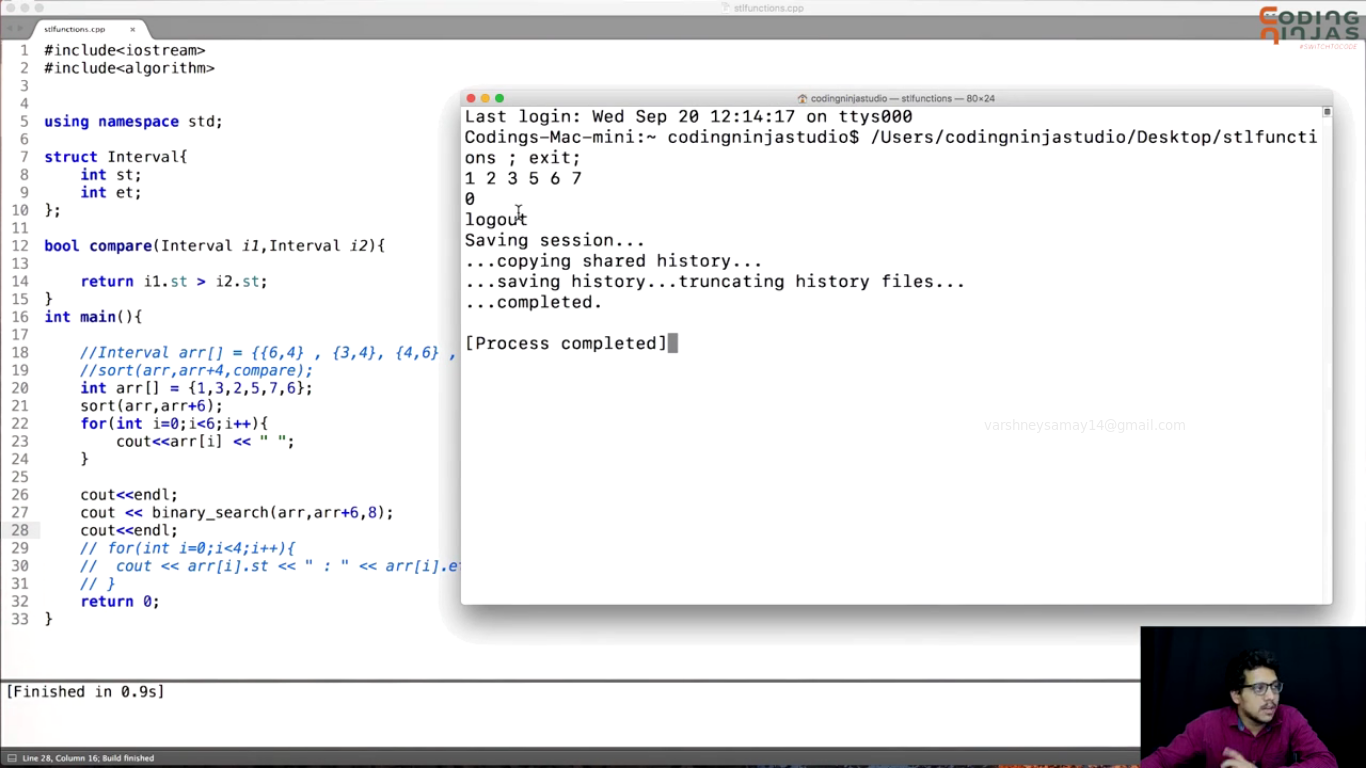 stlfunctions.cpp
CODING NINJAS
#SWITCHTOCODE
stlfunctions.cpp ×
1 #include<iostream>
2 #include<algorithm>
3
4
5 using namespace std;
6
7 struct Interval{
8 int st;
9 int et;
10 };
11
12 bool compare(Interval i1,Interval i2){
13
14 return i1.st > i2.st;
15 }
16 int main(){
17
18 //Interval arr[] = {{6,4} , {3,4}, {4,6} ,
19 //sort(arr,arr+4,compare);
20 int arr[] = {1,3,2,5,7,6};
21 sort(arr,arr+6);
22 for(int i=0;i<6;i++){
23 cout<<arr[i] << " ";
24 }
25
26 cout<<endl;
27 cout << binary_search(arr,arr+6,8);
28 cout<<endl;
29 // for(int i=0;i<4;i++){
30 // cout << arr[i].st << " : " << arr[i].e
31 // }
32 return 0;
33 }
codingninjastudio — stlfunctions — 80×24
Last login: Wed Sep 20 12:14:17 on ttys000
Codings-Mac-mini:~ codingninjastudio$ /Users/codingninjastudio/Desktop/stlfuncti
ons ; exit;
1 2 3 5 6 7
0
logout
Saving session...
...copying shared history...
...saving history...truncating history files...
...completed.
[Process completed]
varshneysamay14@gmail.com
[Finished in 0.9s]
Line 28, Column 16; Build finished